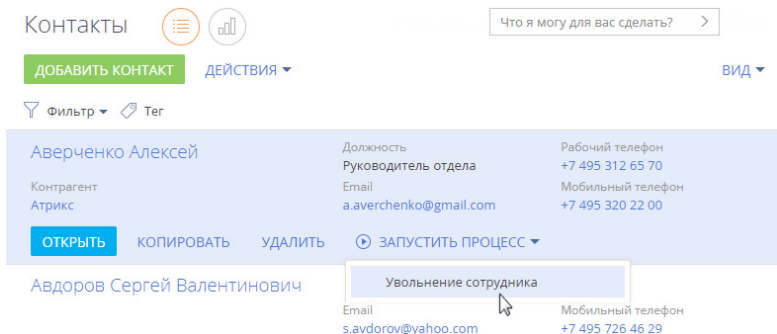 Контакты
Что я могу для вас сделать?
ДОБАВИТЬ КОНТАКТ ДЕЙСТВИЯ ВИД
Фильтр Тег
Аверченко Алексей
Должность Рабочий телефон
Руководитель отдела +7 495 312 65 70
Контрагент Email Мобильный телефон
Атрикс a.averchenko@gmail.com +7 495 320 22 00
ОТКРЫТЬ КОПИРОВАТЬ УДАЛИТЬ ЗАПУСТИТЬ ПРОЦЕСС
Увольнение сотрудника
Авдоров Сергей Валентинович
Email Мобильный телефон
s.avdorov@yahoo.com +7 495 726 46 29